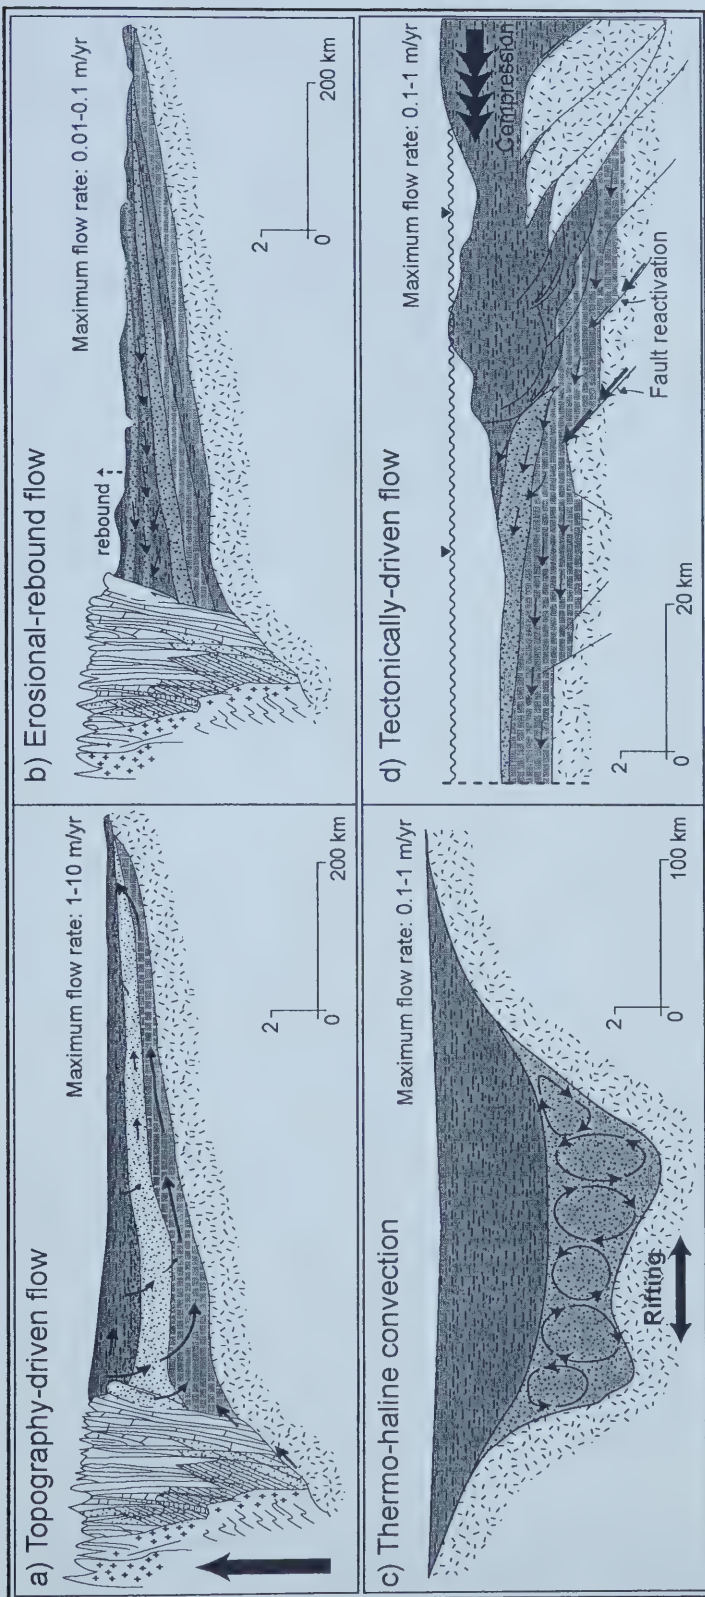 a) Topography-driven flow
Maximum flow rate: 1-10 m/yr
2
0
200 km
b) Erosional-rebound flow
Maximum flow rate: 0.01-0.1 m/yr
rebound
2
0
200 km
c) Thermo-haline convection
Maximum flow rate: 0.1-1 m/yr
Rifting
2
0
100 km
d) Tectonically-driven flow
Maximum flow rate: 0.1-1 m/yr
Compression
Fault reactivation
2
0
20 km